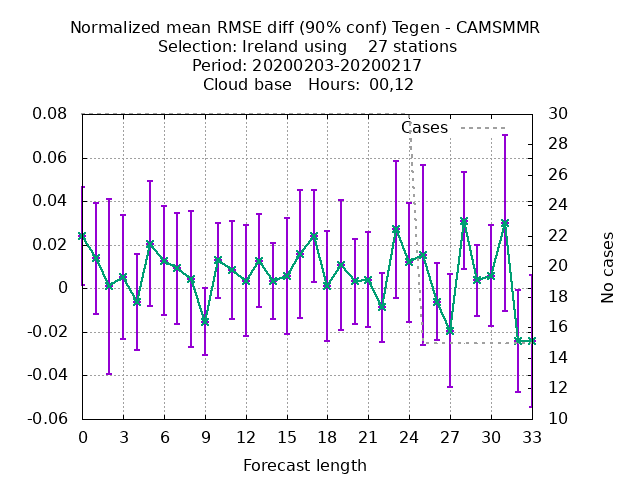 Normalized mean RMSE diff (90% conf) Tegen - CAMSMMR
Selection: Ireland using    27 stations
Period: 20200203-20200217
Cloud base   Hours:  00,12
Cases
0.08
0.06
0.04
0.02
0
-0.02
-0.04
-0.06
30
28
26
24
22
20
18
16
14
12
10
No cases
0 3 6 9 12 15 18 21 24 27 30 33
Forecast length